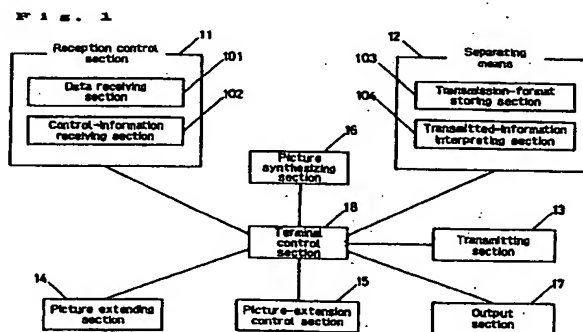 Fig. 1
11
Reception control
section
101
Data receiving
section
102
Control-information
receiving section
12
Separating
means
103
Transmission-format
storing section
104
Transmitted-information
interpreting section
16
Picture
synthesizing
section
18
Terminal
control
section
13
Transmitting
section
14
Picture extending
section
15
Picture-extension
control section
17
Output
section